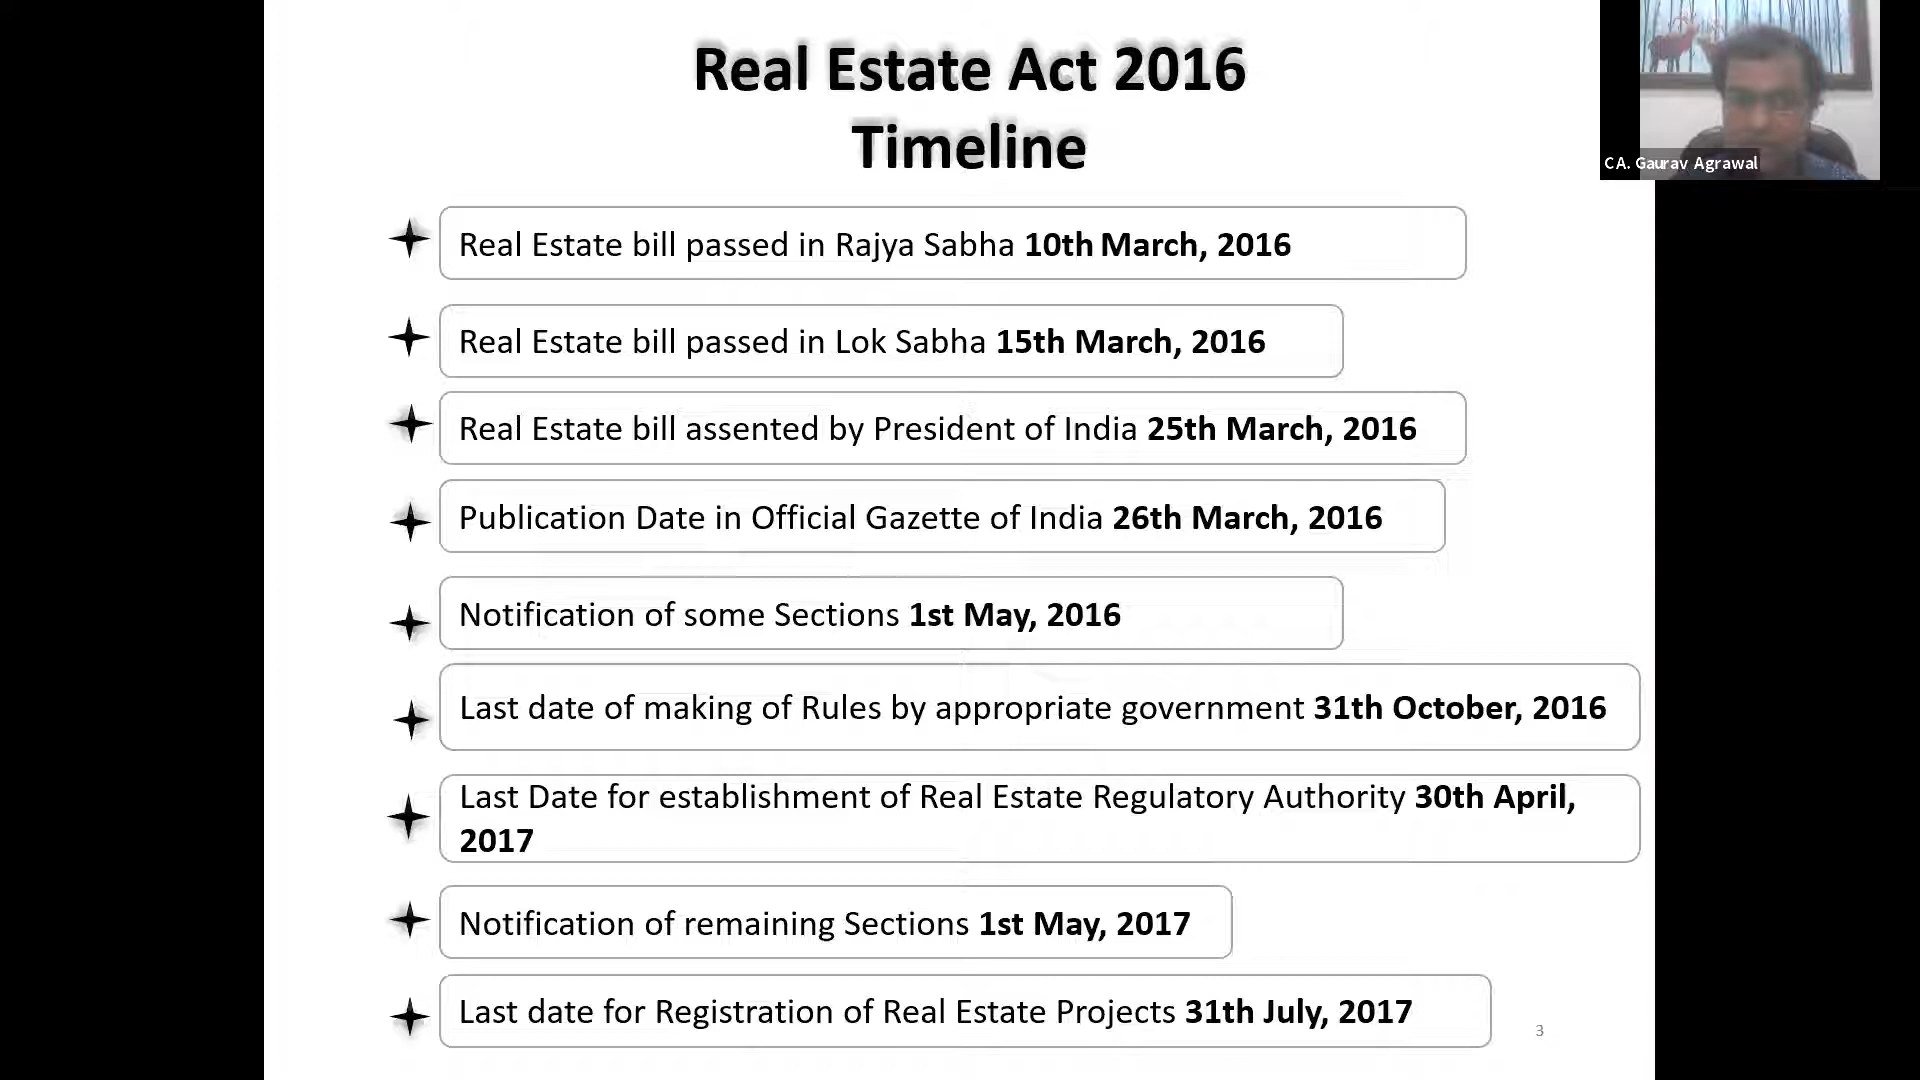 Real Estate Act 2016
Timeline
CA. Gaurav Agrawal
Real Estate bill passed in Rajya Sabha 10th March, 2016
Real Estate bill passed in Lok Sabha 15th March, 2016
Real Estate bill assented by President of India 25th March, 2016
Publication Date in Official Gazette of India 26th March, 2016
Notification of some Sections 1st May, 2016
Last date of making of Rules by appropriate government 31th October, 2016
Last Date for establishment of Real Estate Regulatory Authority 30th April,
2017
Notification of remaining Sections 1st May, 2017
Last date for Registration of Real Estate Projects 31th July, 2017
3